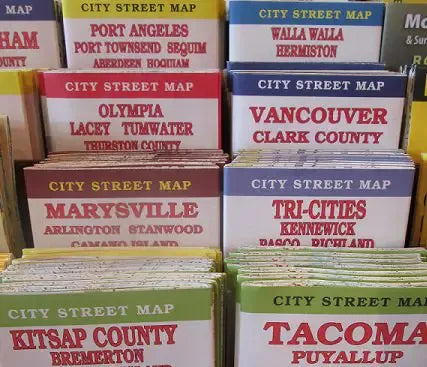 MAP
HAM
COUNTY
CITY STREET MAP
PORT ANGELES
PORT TOWNSEND SEQUIM
ABERDEEN HOQUIAM
CITY STREET MAP
WALLA WALLA
HERMISTON
CITY STREET MAP
OLYMPIA
LACEY TUMWATER
THURSTON COUNTY
CITY STREET MAP
VANCOUVER
CLARK COUNTY
CITY STREET MAP
MARYSVILLE
ARLINGTON STANWOOD
CAMANO ISLAND
CITY STREET MAP
TRI-CITIES
KENNEWICK
PASCO RICHLAND
CITY STREET MAP
KITSAP COUNTY
BREMERTON
CITY STREET MA
TACOMA
PUYALLUP